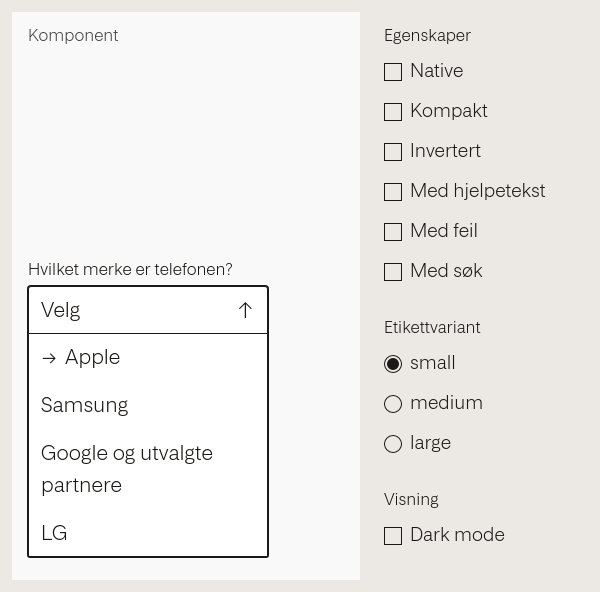 Komponent
Hvilket merke er telefonen?
Velg ↑
→ Apple
Samsung
Google og utvalgte
partnere
LG
Egenskaper
Native
Kompakt
Invertert
Med hjelpetekst
Med feil
Med søk
Etikettvariant
small
medium
large
Visning
Dark mode